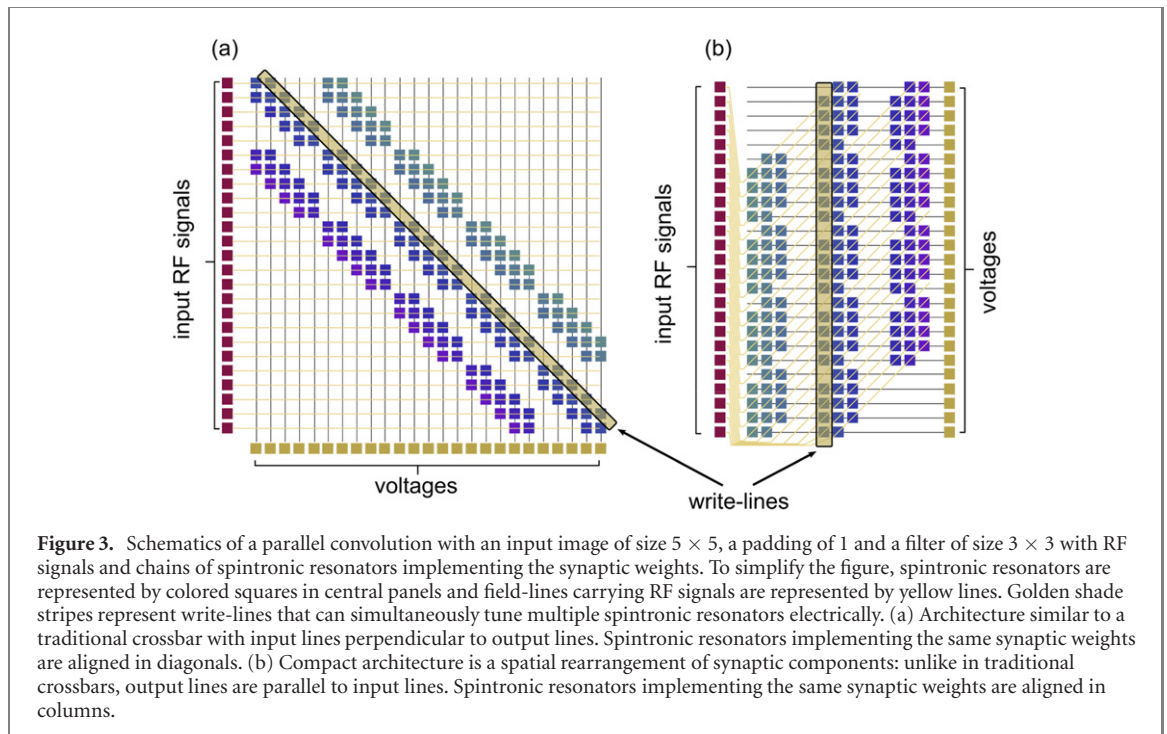 (a)
(b)
input RF signals
voltages
input RF signals
voltages
write-lines
Figure 3. Schematics of a parallel convolution with an input image of size 5 × 5, a padding of 1 and a filter of size 3 × 3 with RF
signals and chains of spintronic resonators implementing the synaptic weights. To simplify the figure, spintronic resonators are
represented by colored squares in central panels and field-lines carrying RF signals are represented by yellow lines. Golden shade
stripes represent write-lines that can simultaneously tune multiple spintronic resonators electrically. (a) Architecture similar to a
traditional crossbar with input lines perpendicular to output lines. Spintronic resonators implementing the same synaptic weights
are aligned in diagonals. (b) Compact architecture is a spatial rearrangement of synaptic components: unlike in traditional
crossbars, output lines are parallel to input lines. Spintronic resonators implementing the same synaptic weights are aligned in
columns.